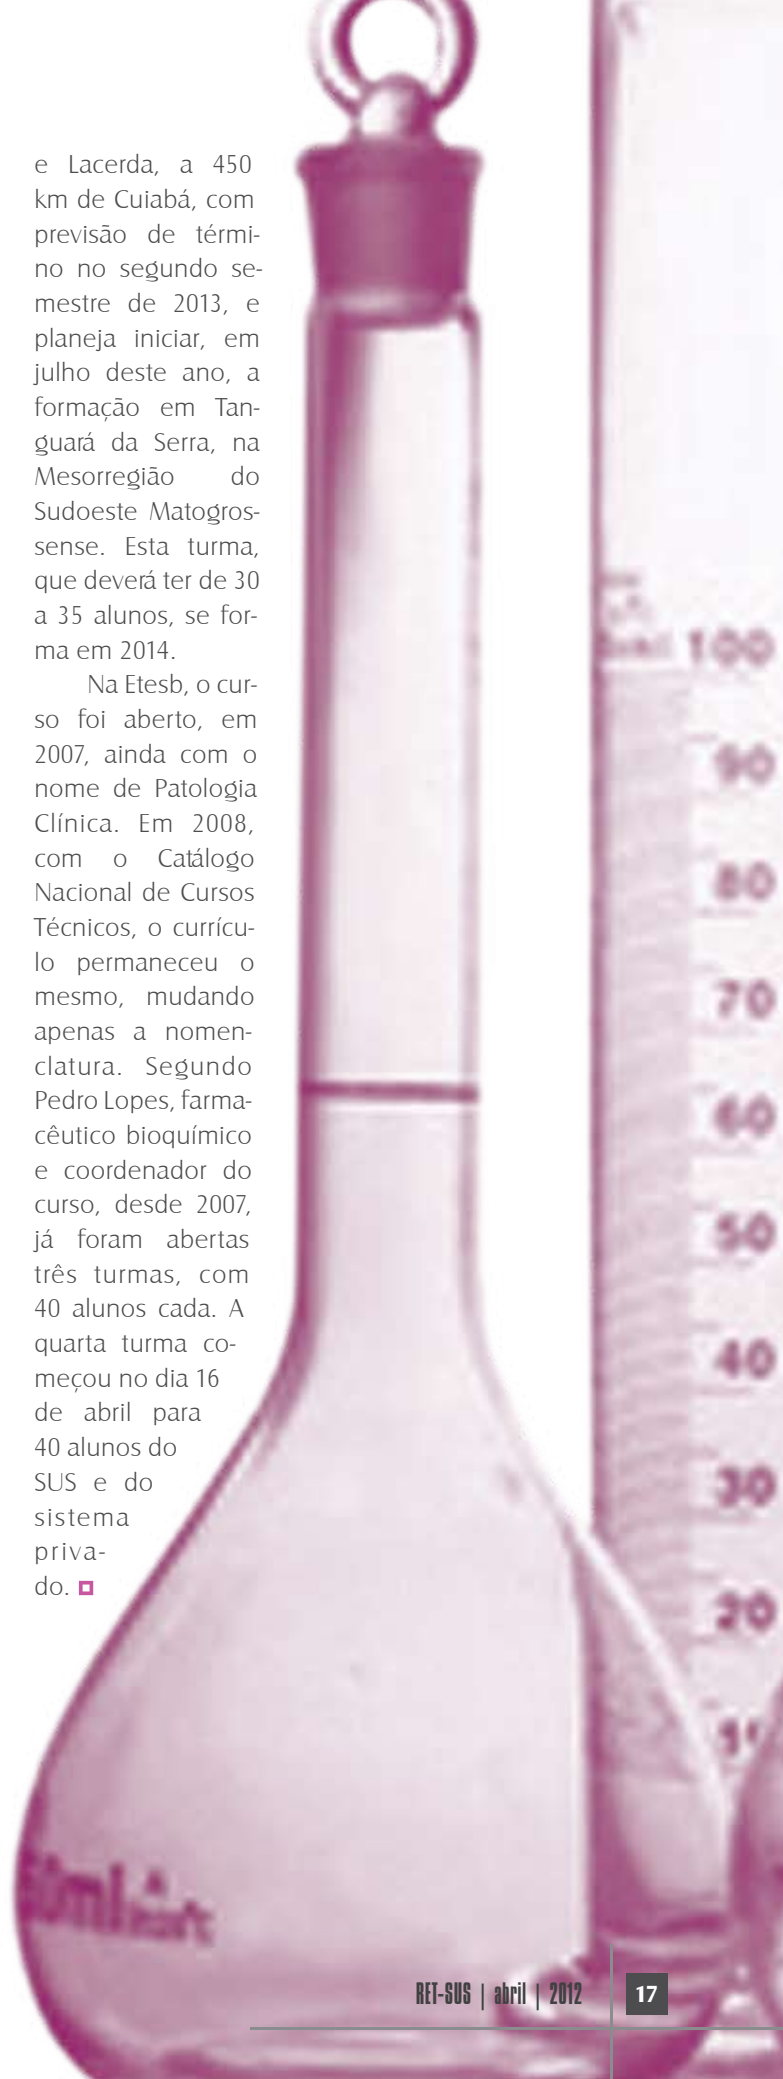 e Lacerda, a 450
km de Cuiabá, com
previsão de térmi-
no no segundo se-
mestre de 2013, e
planeja iniciar, em
julho deste ano, a
formação em Tan-
guará da Serra, na
Mesorregião do
Sudoeste Matogros-
sense. Esta turma,
que deverá ter de 30
a 35 alunos, se for-
ma em 2014.
Na Etesb, o cur-
so foi aberto, em
2007, ainda com o
nome de Patologia
Clínica. Em 2008,
com o Catálogo
Nacional de Cursos
Técnicos, o currícu-
lo permaneceu o
mesmo, mudando
apenas a nomen-
clatura. Segundo
Pedro Lopes, farma-
cêutico bioquímico
e coordenador do
curso, desde 2007,
já foram abertas
três turmas, com
40 alunos cada. A
quarta turma co-
meçou no dia 16
de abril para
40 alunos do
SUS e do
sistema
priva-
do.
100
90
80
70
60
50
40
30
20
RET-SUS | abril | 2012
17